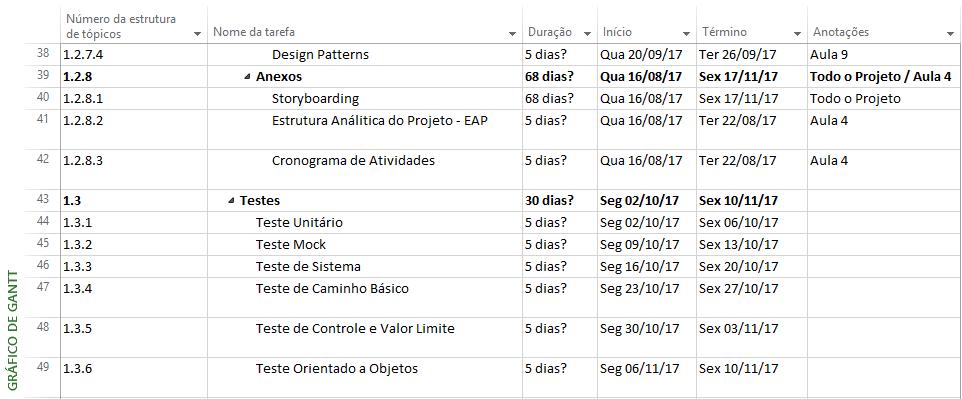 Número da estrutura de tópicos Nome da tarefa Duração Início Término Anotações
38 1.2.7.4 Design Patterns 5 dias? Qua 20/09/17 Ter 26/09/17 Aula 9
39 1.2.8 Anexos 68 dias? Qua 16/08/17 Sex 17/11/17 Todo o Projeto / Aula 4
40 1.2.8.1 Storyboarding 68 dias? Qua 16/08/17 Sex 17/11/17 Todo o Projeto
41 1.2.8.2 Estrutura Análitica do Projeto - EAP 5 dias? Qua 16/08/17 Ter 22/08/17 Aula 4
42 1.2.8.3 Cronograma de Atividades 5 dias? Qua 16/08/17 Ter 22/08/17 Aula 4
43 1.3 Testes 30 dias? Seg 02/10/17 Sex 10/11/17
44 1.3.1 Teste Unitário 5 dias? Seg 02/10/17 Sex 06/10/17
45 1.3.2 Teste Mock 5 dias? Seg 09/10/17 Sex 13/10/17
46 1.3.3 Teste de Sistema 5 dias? Seg 16/10/17 Sex 20/10/17
47 1.3.4 Teste de Caminho Básico 5 dias? Seg 23/10/17 Sex 27/10/17
48 1.3.5 Teste de Controle e Valor Limite 5 dias? Seg 30/10/17 Sex 03/11/17
49 1.3.6 Teste Orientado a Objetos 5 dias? Seg 06/11/17 Sex 10/11/17
GRÁFICO DE GANTT